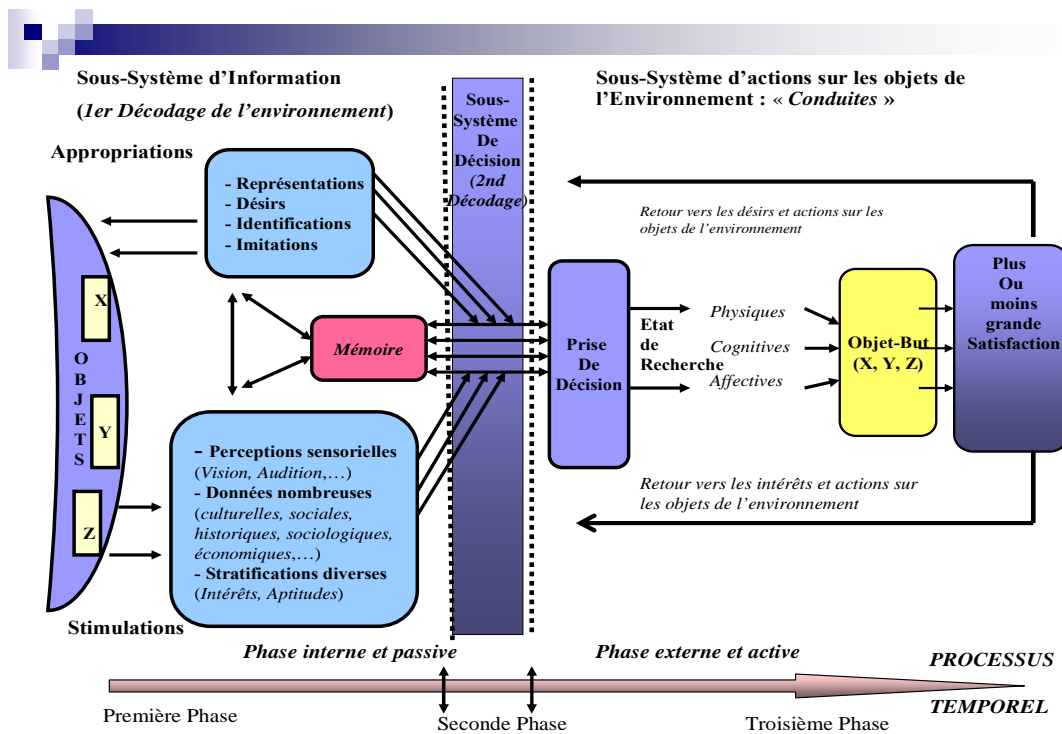 Sous-Système d’Information
(1er Décodage de l’environnement)
Appropriations
- Représentations
- Désirs
- Identifications
- Imitations
X
Y
Z
O
B
J
E
T
S
Mémoire
– Perceptions sensorielles
(Vision, Audition,…)
- Données nombreuses
(culturelles, sociales,
historiques, sociologiques,
économiques,…)
- Stratifications diverses
(Intérêts, Aptitudes)
Stimulations
Sous-
Système
De
Décision
(2nd
Décodage)
Sous-Système d’actions sur les objets de
l’Environnement : « Conduites »
Retour vers les désirs et actions sur les
objets de l’environnement
Prise
De
Décision
Etat
de
Recherche
Physiques
Cognitives
Affectives
Objet-But
(X, Y, Z)
Plus
Ou
moins
grande
Satisfaction
Retour vers les intérêts et actions sur
les objets de l’environnement
Phase interne et passive
Phase externe et active
PROCESSUS
TEMPOREL
Première Phase
Seconde Phase
Troisième Phase